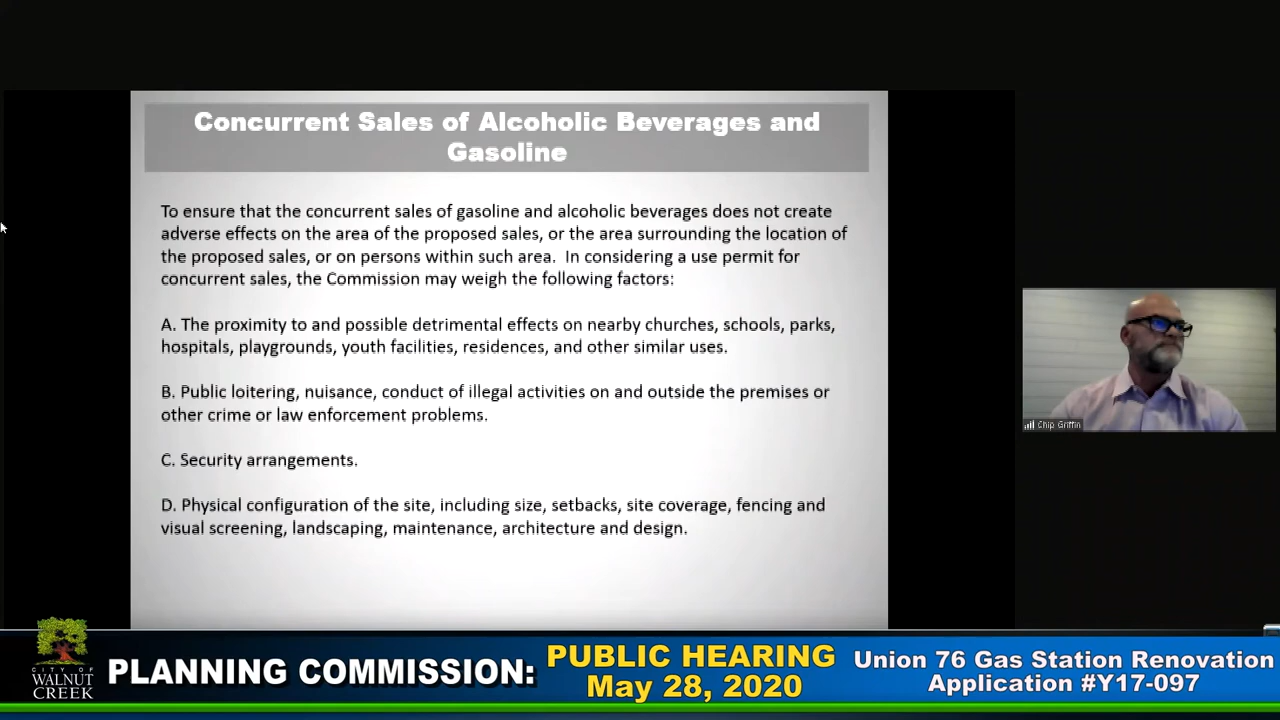 Concurrent Sales of Alcoholic Beverages and
Gasoline
To ensure that the concurrent sales of gasoline and alcoholic beverages does not create
adverse effects on the area of the proposed sales, or the area surrounding the location of
the proposed sales, or on persons within such area.  In considering a use permit for
concurrent sales, the Commission may weigh the following factors:
A. The proximity to and possible detrimental effects on nearby churches, schools, parks,
hospitals, playgrounds, youth facilities, residences, and other similar uses.
B. Public loitering, nuisance, conduct of illegal activities on and outside the premises or
other crime or law enforcement problems.
C. Security arrangements.
D. Physical configuration of the site, including size, setbacks, site coverage, fencing and
visual screening, landscaping, maintenance, architecture and design.
Chip Griffin
CITY OF
WALNUT
CREEK
PLANNING COMMISSION:
PUBLIC HEARING
May 28, 2020
Union 76 Gas Station Renovation
Application #Y17-097